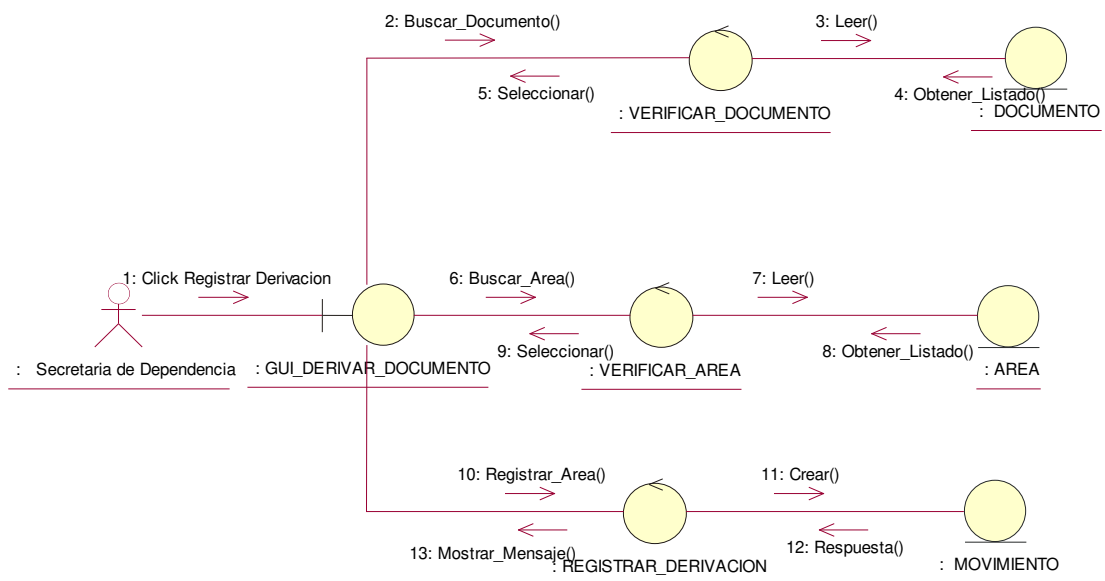 2: Buscar_Documento()
3: Leer()
5: Seleccionar()
4: Obtener_Listado()
: VERIFICAR_DOCUMENTO
: DOCUMENTO
1: Click Registrar Derivacion
6: Buscar_Area()
7: Leer()
9: Seleccionar()
8: Obtener_Listado()
: Secretaria de Dependencia
: GUI_DERIVAR_DOCUMENTO
: VERIFICAR_AREA
: AREA
10: Registrar_Area()
11: Crear()
13: Mostrar_Mensaje()
12: Respuesta()
: REGISTRAR_DERIVACION
: MOVIMIENTO